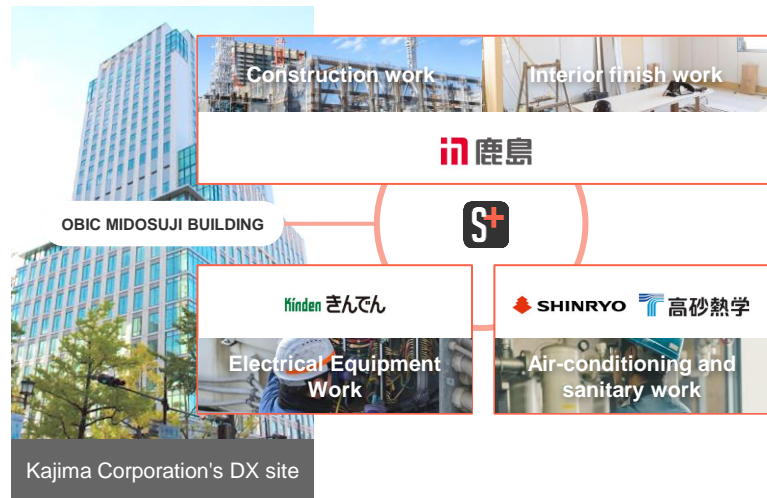 Construction work
Interior finish work
鹿島
OBIC MIDOSUJI BUILDING
S+
Kinden きんでん
SHINRYO 高砂熱学
Electrical Equipment
Work
Air-conditioning and
sanitary work
Kajima Corporation's DX site